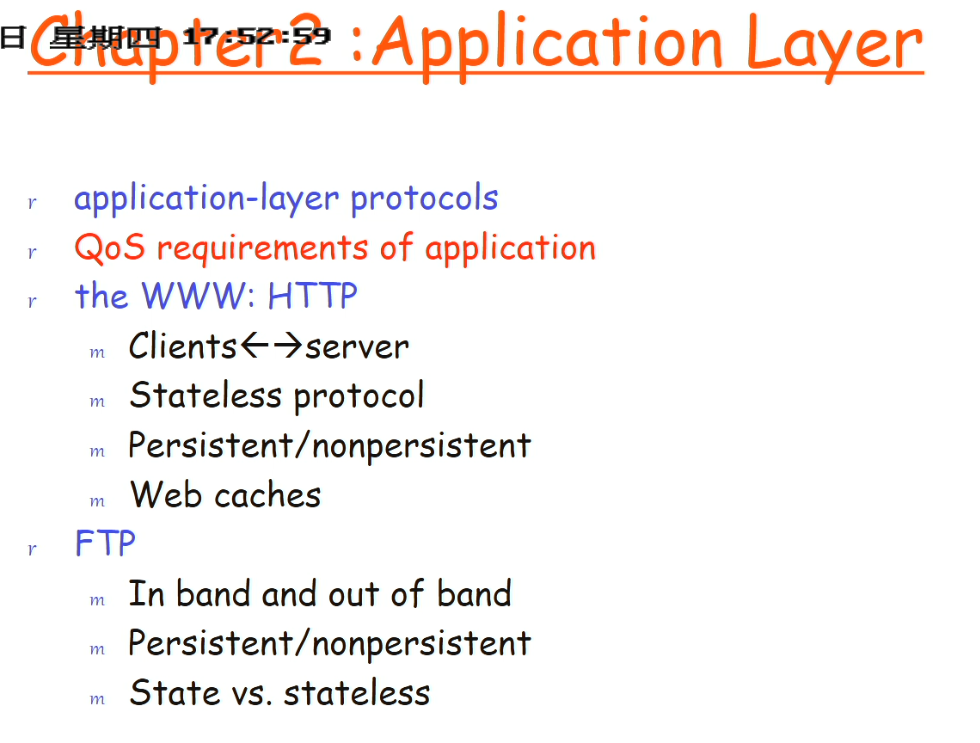 Chapter2 :Application Layer
日 星期四 17:52:59
r application-layer protocols
r QoS requirements of application
r the WWW: HTTP
m Clients←→server
m Stateless protocol
m Persistent/nonpersistent
m Web caches
r FTP
m In band and out of band
m Persistent/nonpersistent
m State vs. stateless